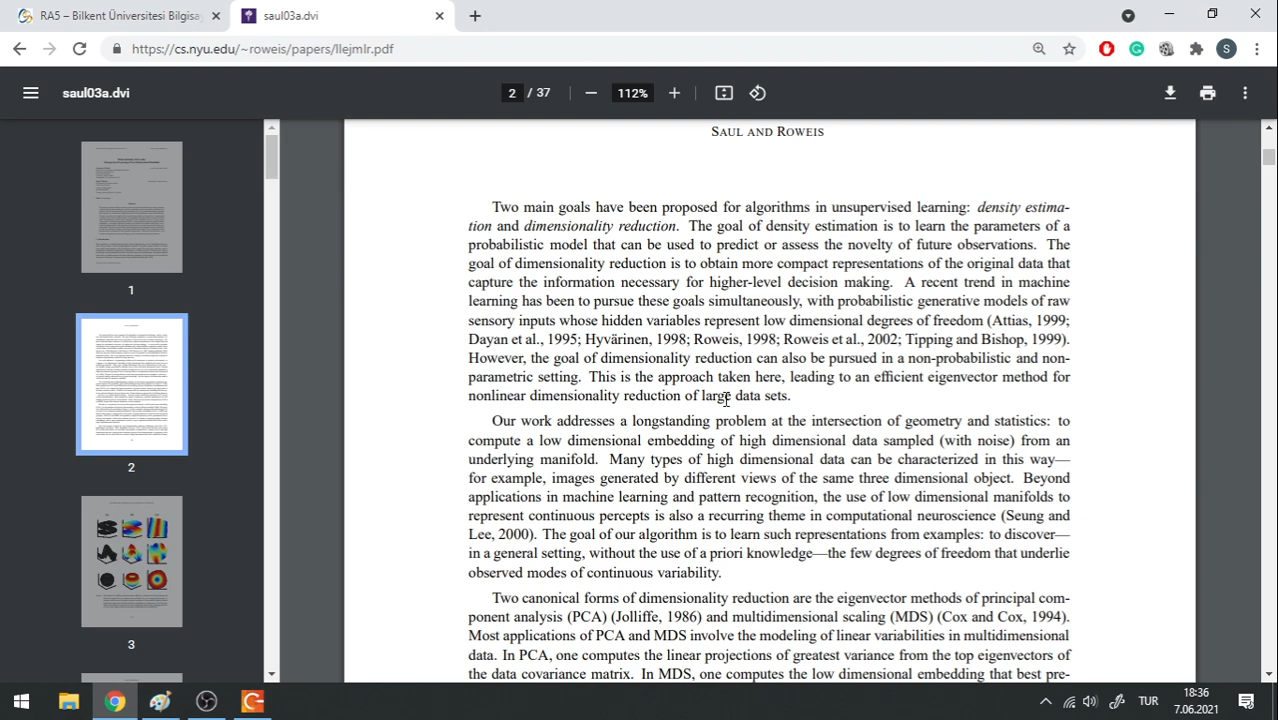 RA5 – Bilkent Üniversitesi Bilgisay
saul03a.dvi
https://cs.nyu.edu/~roweis/papers/llejmlr.pdf
S
saul03a.dvi
2 / 37
112%
SAUL AND ROWEIS
Two main goals have been proposed for algorithms in unsupervised learning: density estima-
tion and dimensionality reduction. The goal of density estimation is to learn the parameters of a
probabilistic model that can be used to predict or assess the novelty of future observations. The
goal of dimensionality reduction is to obtain more compact representations of the original data that
capture the information necessary for higher-level decision making. A recent trend in machine
learning has been to pursue these goals simultaneously, with probabilistic generative models of raw
sensory inputs whose hidden variables represent low dimensional degrees of freedom (Attias, 1999;
Dayan et al., 1995; Hyvärinen, 1998; Roweis, 1998; Roweis et al., 2002; Tipping and Bishop, 1999).
However, the goal of dimensionality reduction can also be pursued in a non-probabilistic and non-
parametric setting. This is the approach taken here, leading to an efficient eigenvector method for
nonlinear dimensionality reduction of large data sets.
Our work addresses a longstanding problem at the intersection of geometry and statistics: to
compute a low dimensional embedding of high dimensional data sampled (with noise) from an
underlying manifold. Many types of high dimensional data can be characterized in this way—
for example, images generated by different views of the same three dimensional object. Beyond
applications in machine learning and pattern recognition, the use of low dimensional manifolds to
represent continuous percepts is also a recurring theme in computational neuroscience (Seung and
Lee, 2000). The goal of our algorithm is to learn such representations from examples: to discover—
in a general setting, without the use of a priori knowledge—the few degrees of freedom that underlie
observed modes of continuous variability.
Two canonical forms of dimensionality reduction are the eigenvector methods of principal com-
ponent analysis (PCA) (Jolliffe, 1986) and multidimensional scaling (MDS) (Cox and Cox, 1994).
Most applications of PCA and MDS involve the modeling of linear variabilities in multidimensional
data. In PCA, one computes the linear projections of greatest variance from the top eigenvectors of
the data covariance matrix. In MDS, one computes the low dimensional embedding that best pre-
1
2
3
TUR
18:36
7.06.2021